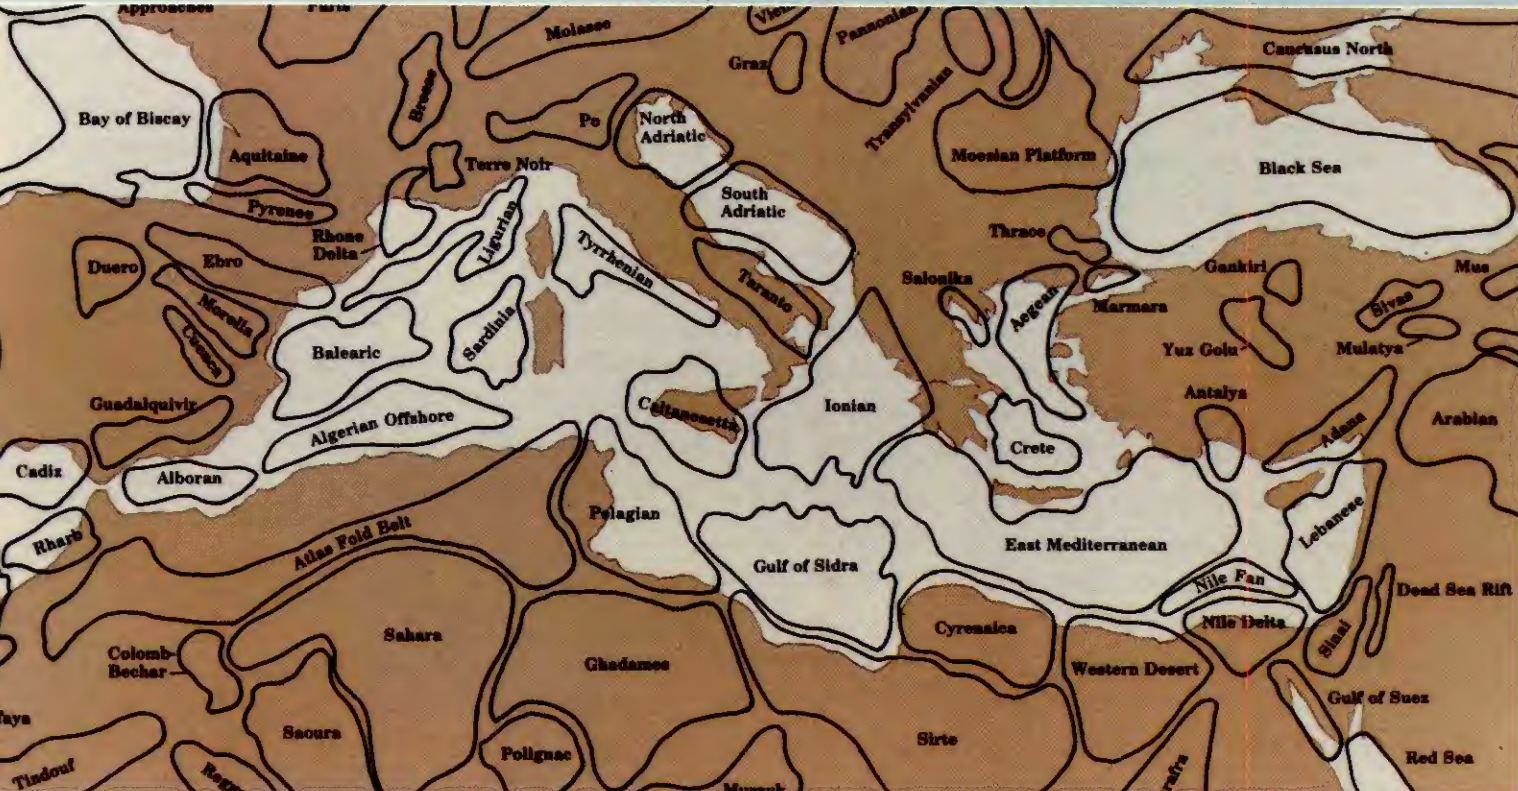 Approaches
Paris
Molasse
Pannonian
Graz
Caucasus North
Transylvanian
Bay of Biscay
Bresse
Po
North
Adriatic
Aquitaine
Terre Noir
Moesian Platform
Black Sea
Pyrenee
South
Adriatic
Rhone
Delta
Ligurian
Tyrrhenian
Thrace
Duero
Ebro
Taranto
Salonika
Aegean
Gankiri
Mus
Morella
Marmara
Sivas
Cuenca
Balearic
Sardinia
Yuz Golu
Mulatya
Guadalquivir
Caltanosetta
Ionian
Antalya
Adana
Arabian
Algerian Offshore
Cadiz
Alboran
Crete
Pelagian
Lebanese
Rharb
Atlas Fold Belt
East Mediterranean
Gulf of Sidra
Nile Fan
Dead Sea Rift
Nile Delta
Sinai
Sahara
Cyrenaica
Colomb-
Bechar
Ghadames
Western Desert
Gulf of Suez
Saoura
Sirte
Polignac
Red Sea
Tindouf
Murzuk